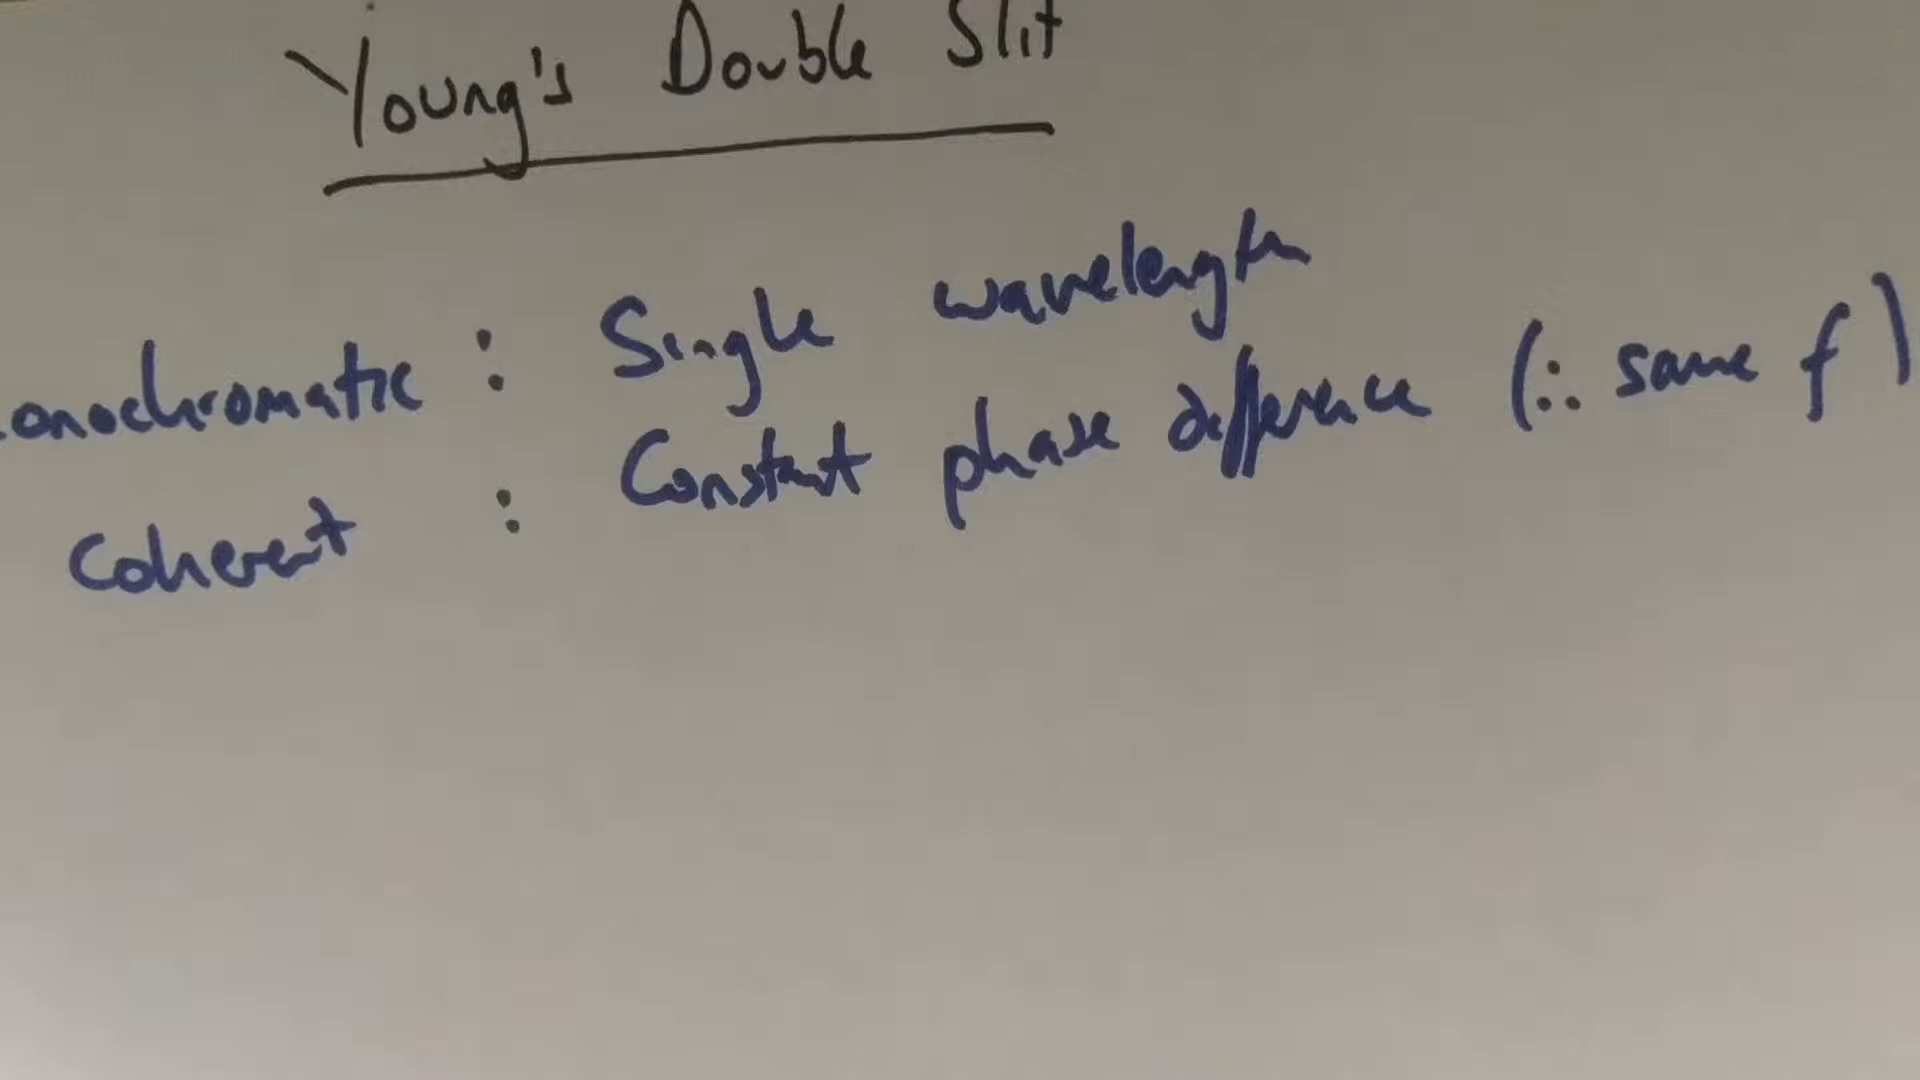 Young's Double Slit
onochromatic : Single wavelength
Coherent : Constant phase difference (∴ same f)